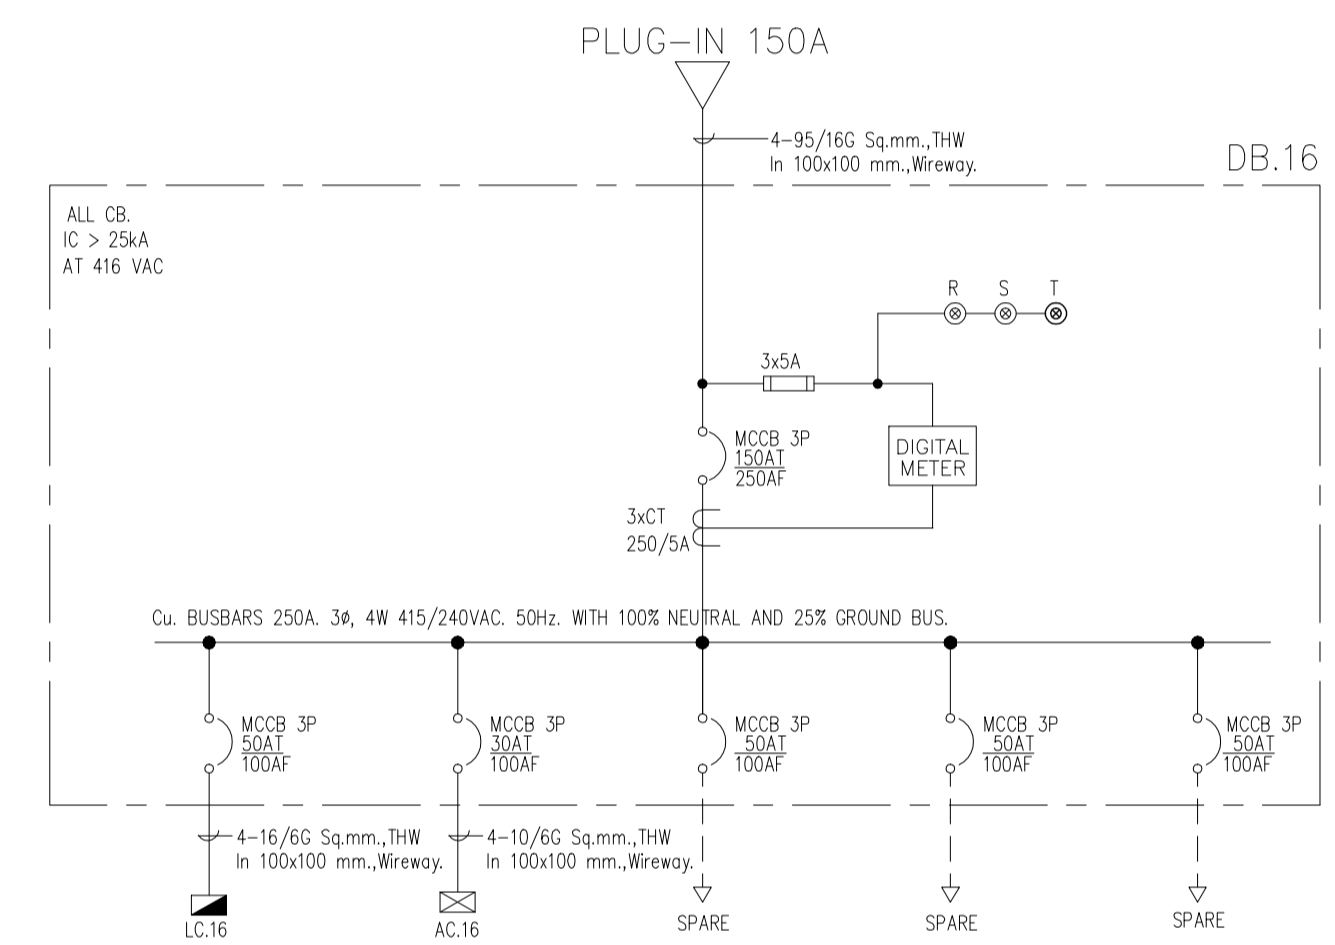 PLUG-IN 150A
4-95/16G Sq.mm.,THW
In 100x100 mm.,Wireway.
DB.16
ALL CB.
IC > 25kA
AT 416 VAC
R S T
3x5A
MCCB 3P
150AT
250AF
DIGITAL
METER
3xCT
250/5A
Cu. BUSBARS 250A. 3ø, 4W 415/240VAC. 50Hz. WITH 100% NEUTRAL AND 25% GROUND BUS.
MCCB 3P
50AT
100AF
MCCB 3P
30AT
100AF
MCCB 3P
50AT
100AF
MCCB 3P
50AT
100AF
MCCB 3P
50AT
100AF
4-16/6G Sq.mm.,THW
In 100x100 mm.,Wireway.
4-10/6G Sq.mm.,THW
In 100x100 mm.,Wireway.
LC.16
AC.16
SPARE
SPARE
SPARE